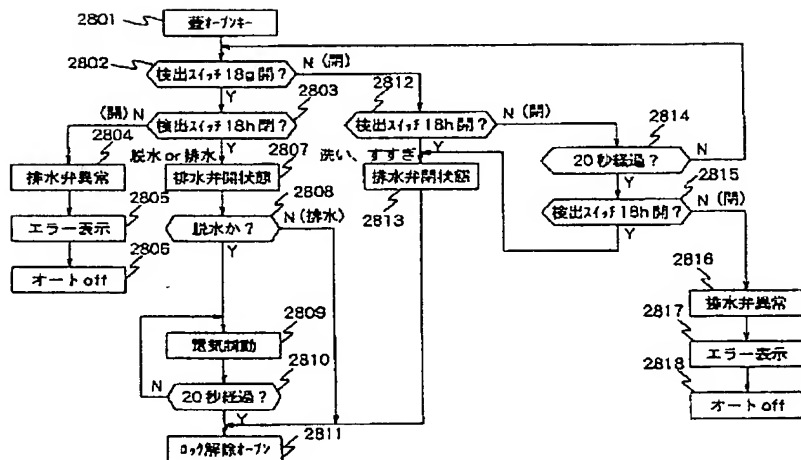 2801
蓋オープンキー
2802
検出スイッチ18g開?
N (閉)
Y
2803
2812
(開) N
検出スイッチ18h閉?
検出スイッチ18h開?
N (閉)
2804
脱水 or 排水
Y
2807
洗い、すすぎ
Y
2814
20秒経過?
N
排水弁異常
排水弁開状態
排水弁閉状態
2813
Y
2815
2805
エラー表示
2808
脱水か?
N (排水)
検出スイッチ18h開?
N (閉)
Y
2806
オートoff
Y
2816
排水弁異常
2809
電気制動
2817
エラー表示
2810
N
20秒経過?
2818
オートoff
Y
ロック解除オープン
2811